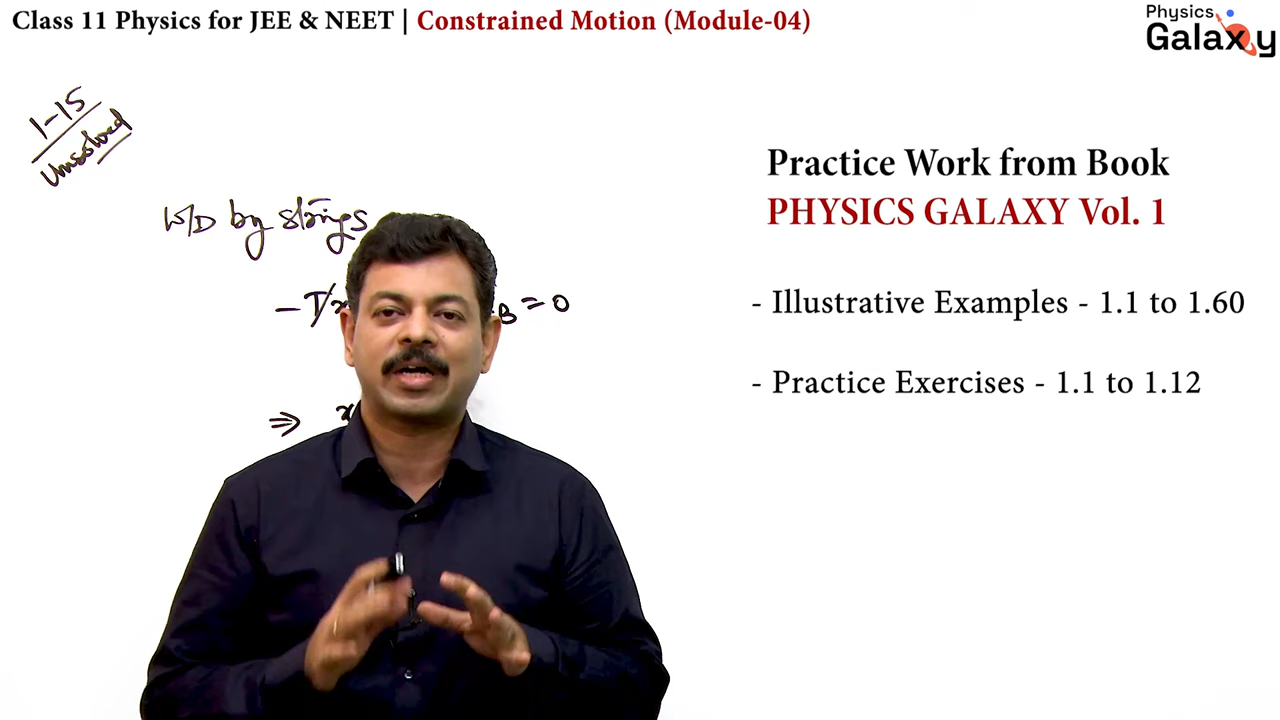 Class 11 Physics for JEE & NEET | Constrained Motion (Module-04)
Physics
Galaxy
1-15
Unsolved
W/D by strings
Practice Work from Book
PHYSICS GALAXY Vol. 1
- T/x B = 0
- Illustrative Examples - 1.1 to 1.60
- Practice Exercises - 1.1 to 1.12
⇒ x